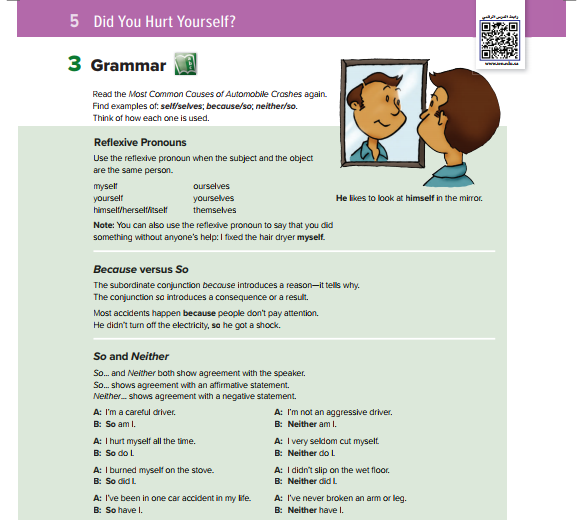 5 Did You Hurt Yourself?
رابط الدرس الرقمي
www.ien.edu.sa
3 Grammar
Read the Most Common Causes of Automobile Crashes again.
Find examples of: self/selves; because/so; neither/so.
Think of how each one is used.
Reflexive Pronouns
Use the reflexive pronoun when the subject and the object
are the same person.
myself ourselves
yourself yourselves
himself/herself/itself themselves
Note: You can also use the reflexive pronoun to say that you did
something without anyone's help: I fixed the hair dryer myself.
He likes to look at himself in the mirror.
Because versus So
The subordinate conjunction because introduces a reason—it tells why.
The conjunction so introduces a consequence or a result.
Most accidents happen because people don't pay attention.
He didn't turn off the electricity, so he got a shock.
So and Neither
So... and Neither both show agreement with the speaker.
So... shows agreement with an affirmative statement.
Neither... shows agreement with a negative statement.
A: I'm a careful driver.
B: So am I.
A: I hurt myself all the time.
B: So do I.
A: I burned myself on the stove.
B: So did I.
A: I've been in one car accident in my life.
B: So have I.
A: I'm not an aggressive driver.
B: Neither am I.
A: I very seldom cut myself.
B: Neither do I.
A: I didn't slip on the wet floor.
B: Neither did I.
A: I've never broken an arm or leg.
B: Neither have I.